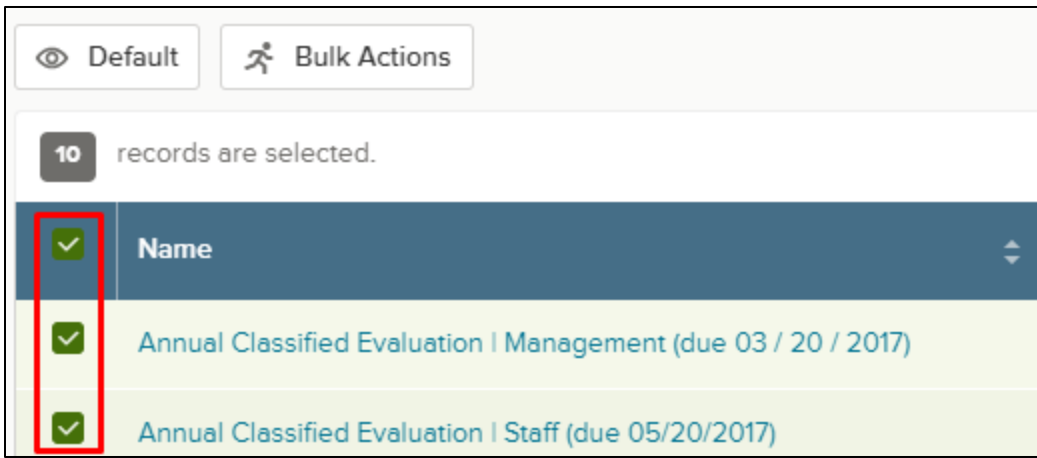 Default Bulk Actions
10 records are selected.
Name
Annual Classified Evaluation | Management (due 03 / 20 / 2017)
Annual Classified Evaluation | Staff (due 05/20/2017)